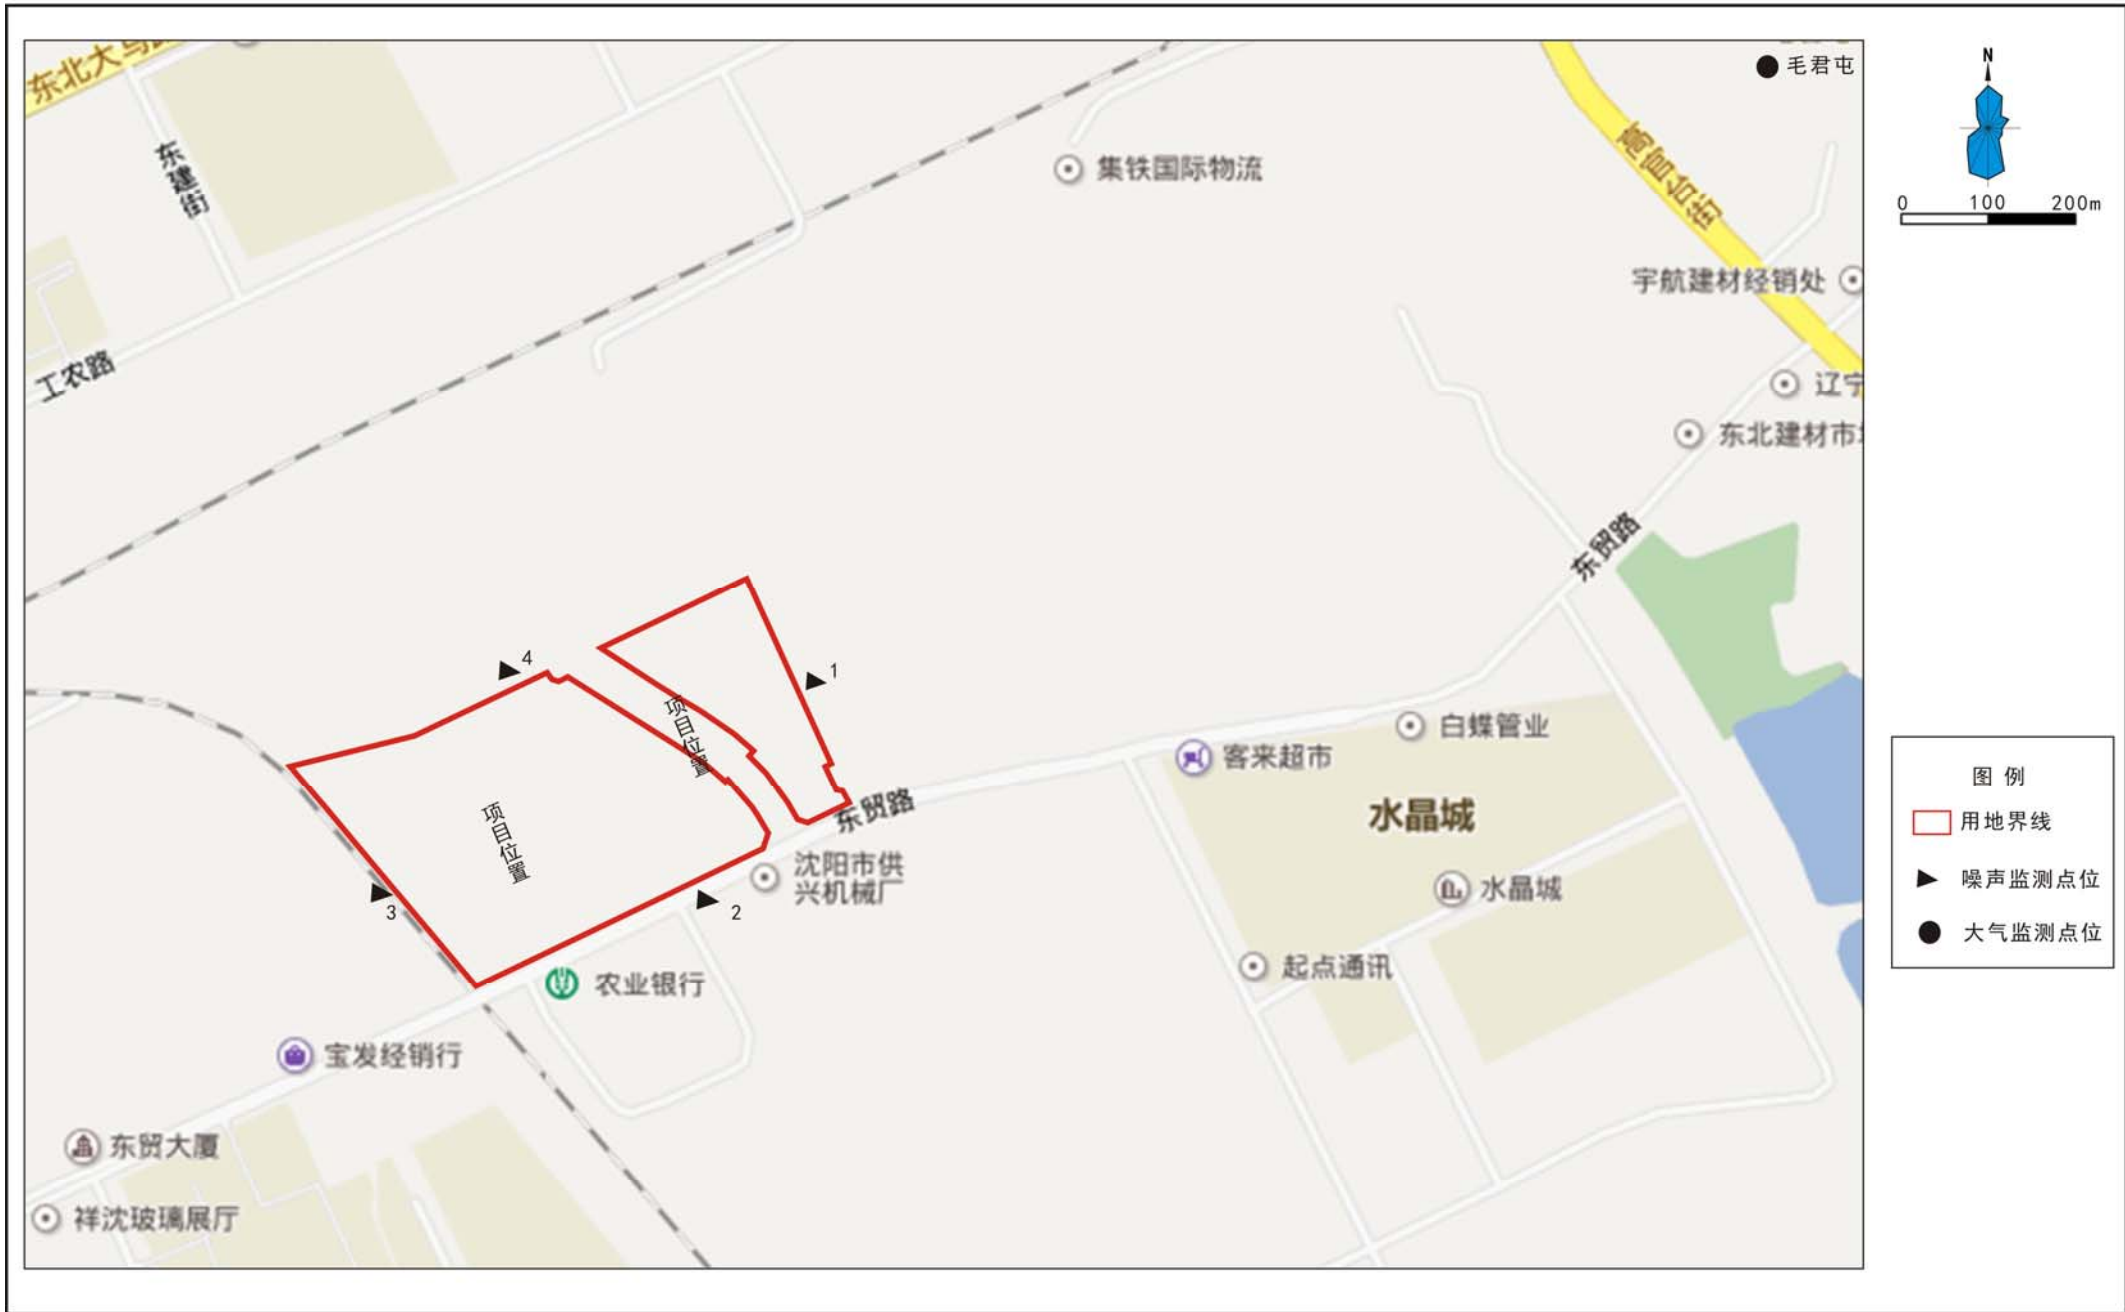 东北大马路
毛君屯
N
东建街
集铁国际物流
高官台街
0 100 200m
宇航建材经销处
工农路
辽宁
东北建材市
东贸路
4
1
项目位置
白蝶管业
客来超市
图例
项目位置
东贸路
水晶城
用地界线
沈阳市供
兴机械厂
水晶城
噪声监测点位
3
2
大气监测点位
起点通讯
农业银行
宝发经销行
东贸大厦
祥沈玻璃展厅